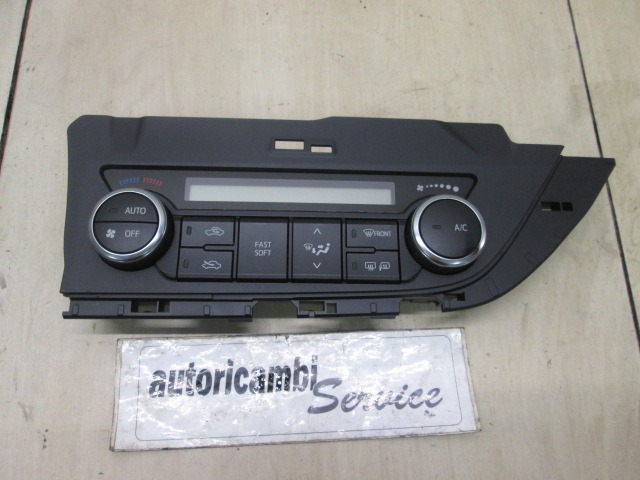 AUTO
OFF
FAST
SOFT
FRONT
A/C
autoricambi
Service